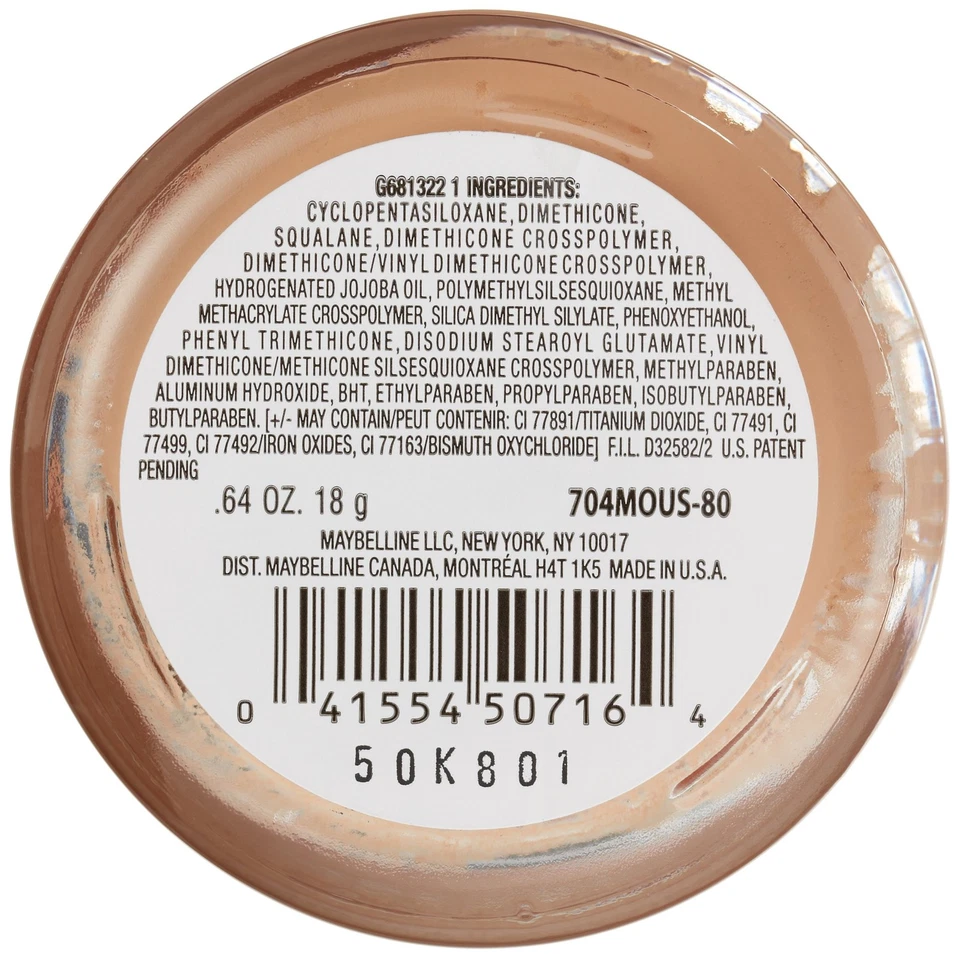 G681322 1 INGREDIENTS:
CYCLOPENTASILOXANE, DIMETHICONE,
SQUALANE, DIMETHICONE CROSSPOLYMER,
DIMETHICONE/VINYL DIMETHICONE CROSSPOLYMER,
HYDROGENATED JOJOBA OIL, POLYMETHYLSILSESQUIOXANE, METHYL
METHACRYLATE CROSSPOLYMER, SILICA DIMETHYL SILYLATE, PHENOXYETHANOL,
PHENYL TRIMETHICONE, DISODIUM STEAROYL GLUTAMATE, VINYL
DIMETHICONE/METHICONE SILSESQUIOXANE CROSSPOLYMER, METHYLPARABEN,
ALUMINUM HYDROXIDE, BHT, ETHYLPARABEN, PROPYLPARABEN, ISOBUTYLPARABEN,
BUTYLPARABEN. [+/- MAY CONTAIN/PEUT CONTENIR: CI 77891/TITANIUM DIOXIDE, CI 77491, CI
77499, CI 77492/IRON OXIDES, CI 77163/BISMUTH OXYCHLORIDE] F.I.L. D32582/2 U.S. PATENT
PENDING
.64 OZ. 18 g 704MOUS-80
MAYBELLINE LLC, NEW YORK, NY 10017
DIST. MAYBELLINE CANADA, MONTRÉAL H4T 1K5 MADE IN U.S.A.
0 41554 50716 4
50K801